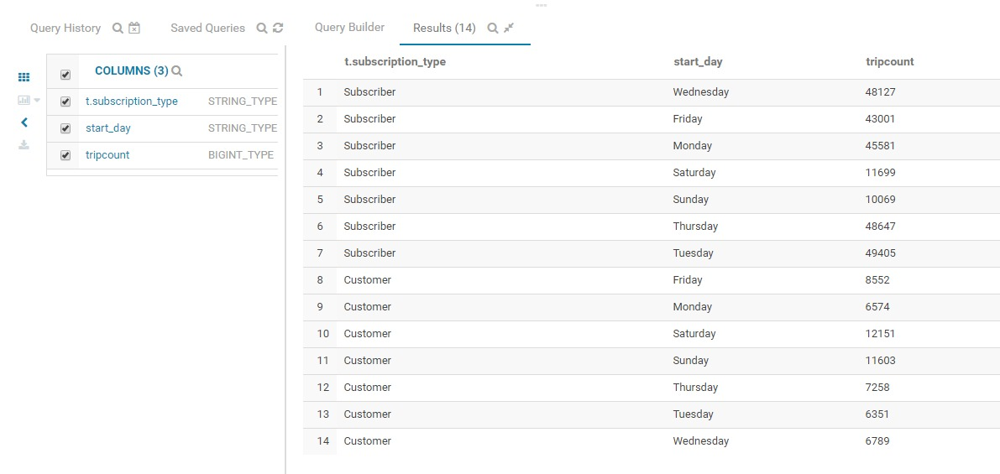 Query History Saved Queries Query Builder Results (14)
COLUMNS (3)
t.subscription_type STRING_TYPE
start_day STRING_TYPE
tripcount BIGINT_TYPE
t.subscription_type start_day tripcount
1 Subscriber Wednesday 48127
2 Subscriber Friday 43001
3 Subscriber Monday 45581
4 Subscriber Saturday 11699
5 Subscriber Sunday 10069
6 Subscriber Thursday 48647
7 Subscriber Tuesday 49405
8 Customer Friday 8552
9 Customer Monday 6574
10 Customer Saturday 12151
11 Customer Sunday 11603
12 Customer Thursday 7258
13 Customer Tuesday 6351
14 Customer Wednesday 6789